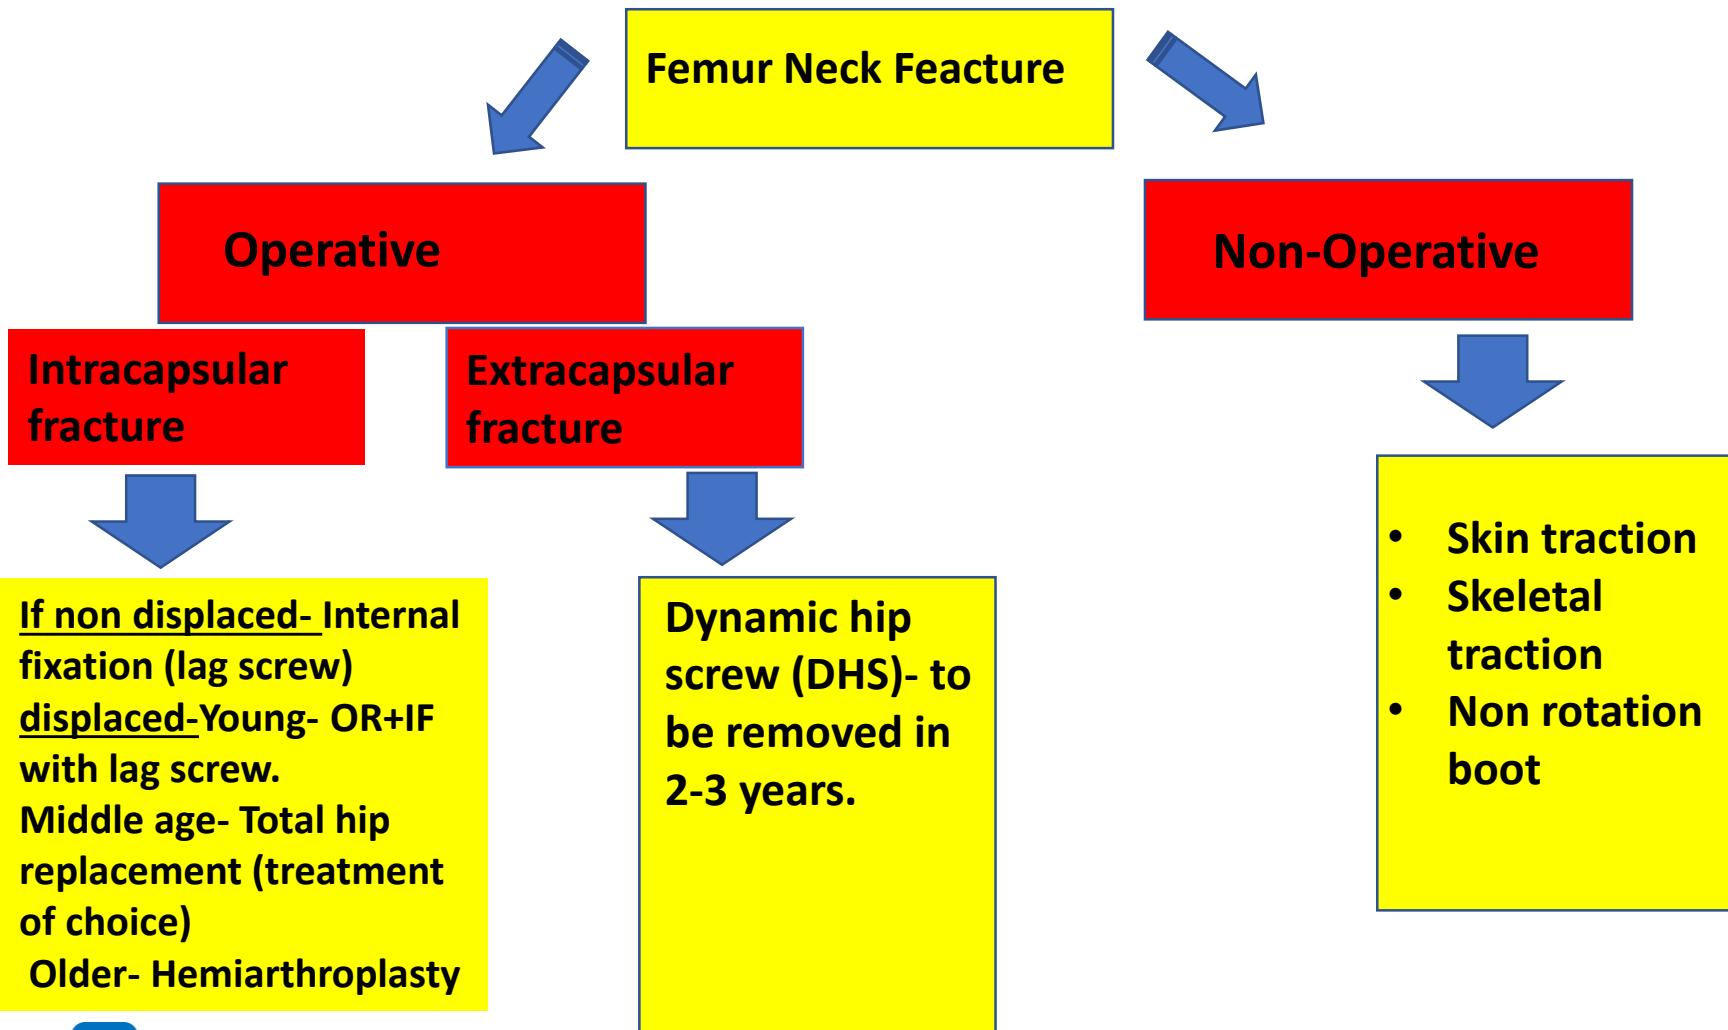 Femur Neck Feacture
Operative
Non-Operative
Intracapsular
fracture
Extracapsular
fracture
If non displaced- Internal
fixation (lag screw)
displaced-Young- OR+IF
with lag screw.
Middle age- Total hip
replacement (treatment
of choice)
Older- Hemiarthroplasty
Dynamic hip
screw (DHS)- to
be removed in
2-3 years.
• Skin traction
• Skeletal
traction
• Non rotation
boot